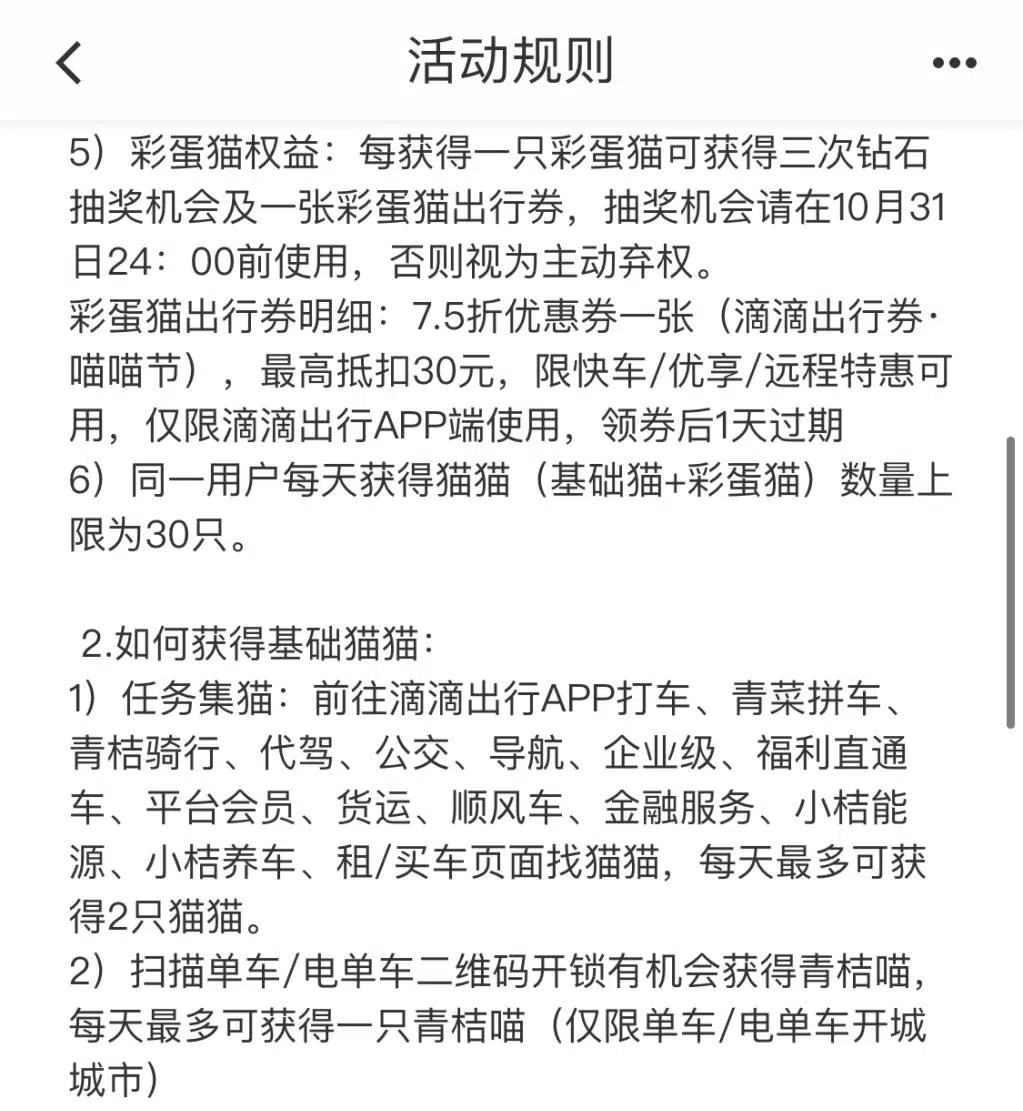 活动规则
5）彩蛋猫权益：每获得一只彩蛋猫可获得三次钻石
抽奖机会及一张彩蛋猫出行券，抽奖机会请在10月31
日24：00前使用，否则视为主动弃权。
彩蛋猫出行券明细：7.5折优惠券一张（滴滴出行券·
喵喵节），最高抵扣30元，限快车/优享/远程特惠可
用，仅限滴滴出行APP端使用，领券后1天过期
6）同一用户每天获得猫猫（基础猫+彩蛋猫）数量上
限为30只。
2.如何获得基础猫猫：
1）任务集猫：前往滴滴出行APP打车、青菜拼车、
青桔骑行、代驾、公交、导航、企业级、福利直通
车、平台会员、货运、顺风车、金融服务、小桔能
源、小桔养车、租/买车页面找猫猫，每天最多可获
得2只猫猫。
2）扫描单车/电单车二维码开锁有机会获得青桔喵，
每天最多可获得一只青桔喵（仅限单车/电单车开城
城市）